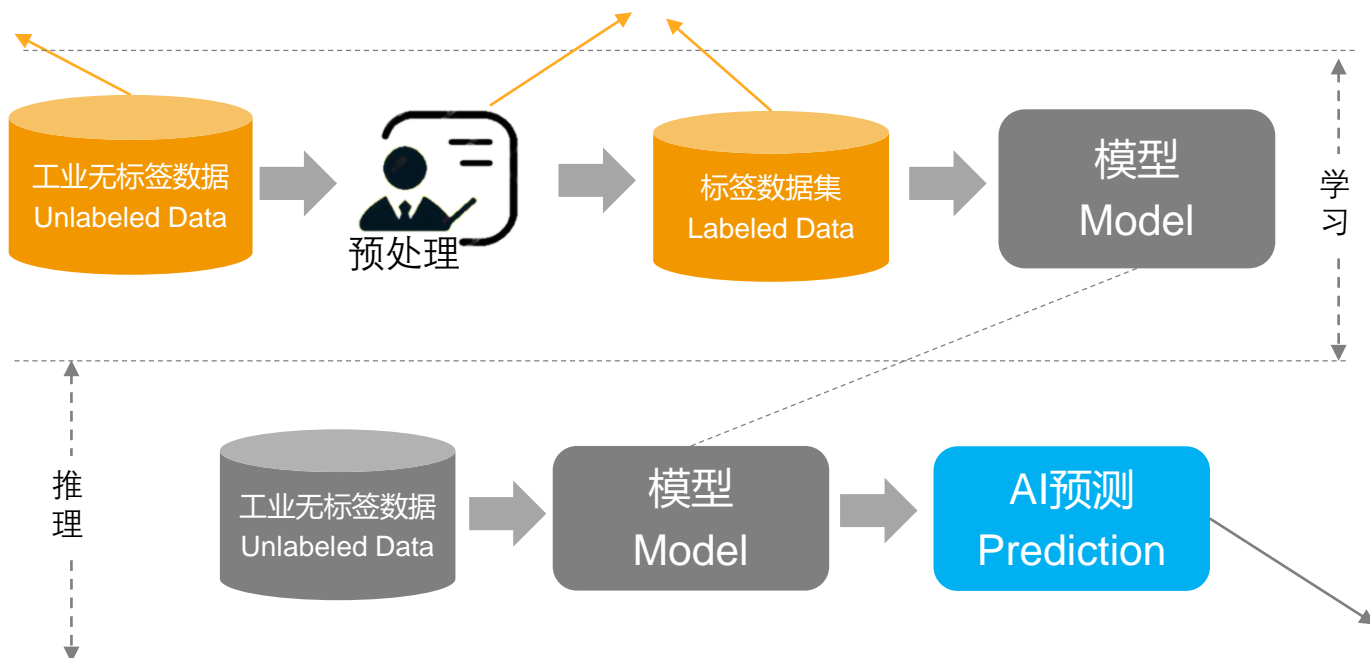 工业无标签数据
Unlabeled Data
预处理
标签数据集
Labeled Data
模型
Model
学
习
推
理
工业无标签数据
Unlabeled Data
模型
Model
AI预测
Prediction